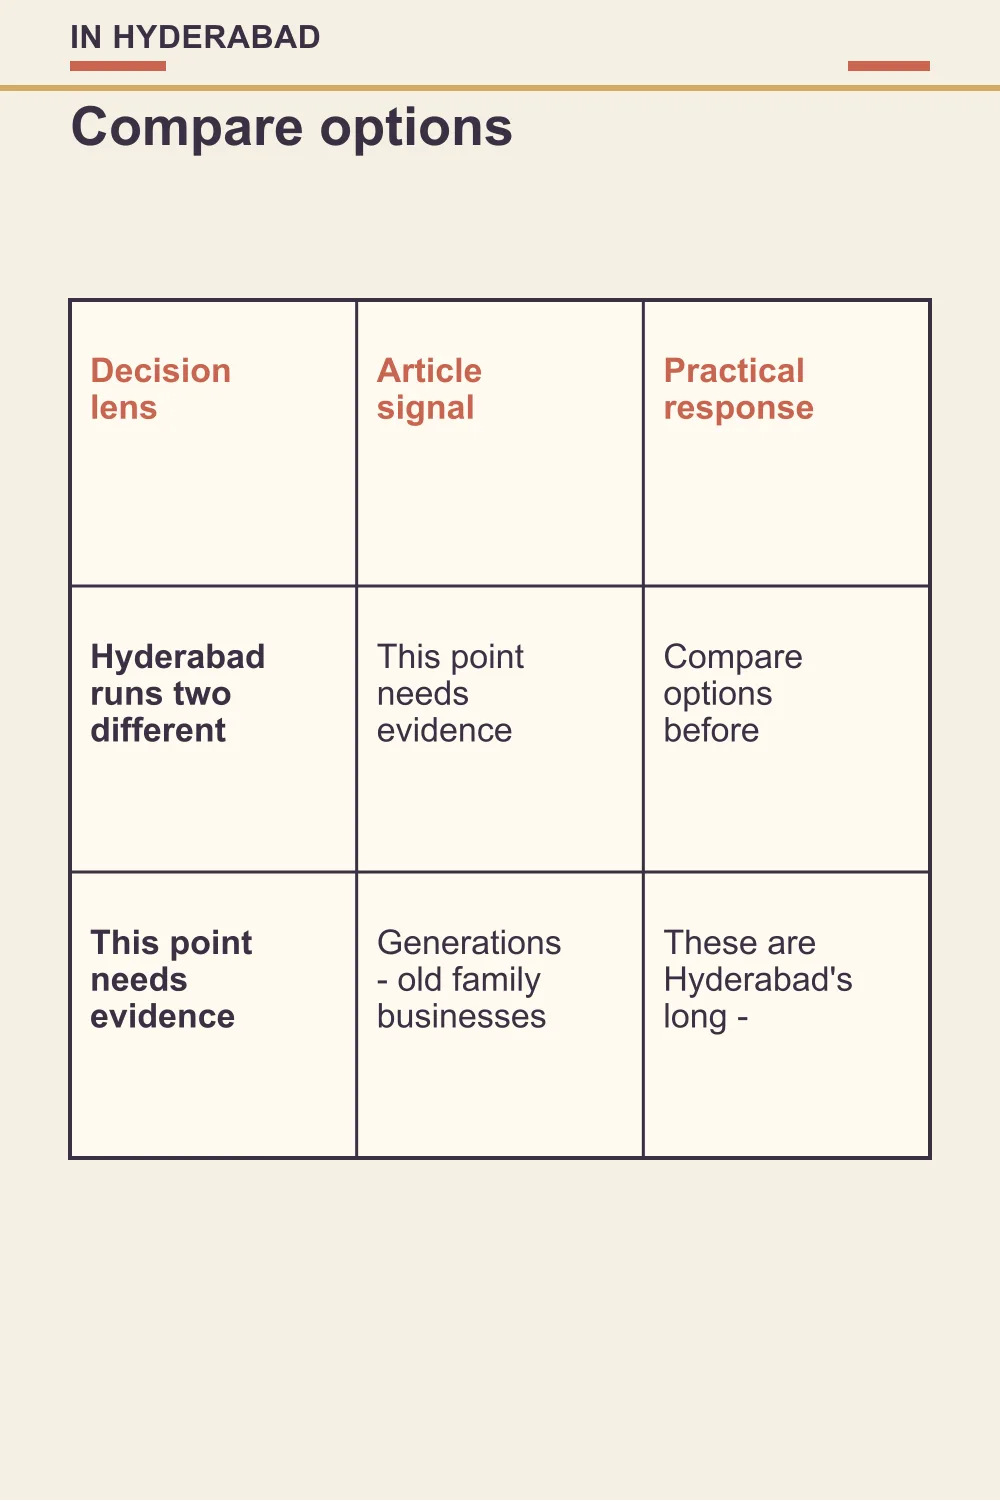 IN HYDERABAD
Compare options
Decision
lens
Article
signal
Practical
response
Hyderabad
runs two
different
This point
needs
evidence
Compare
options
before
This point
needs
evidence
Generations
- old family
businesses
These are
Hyderabad's
long -